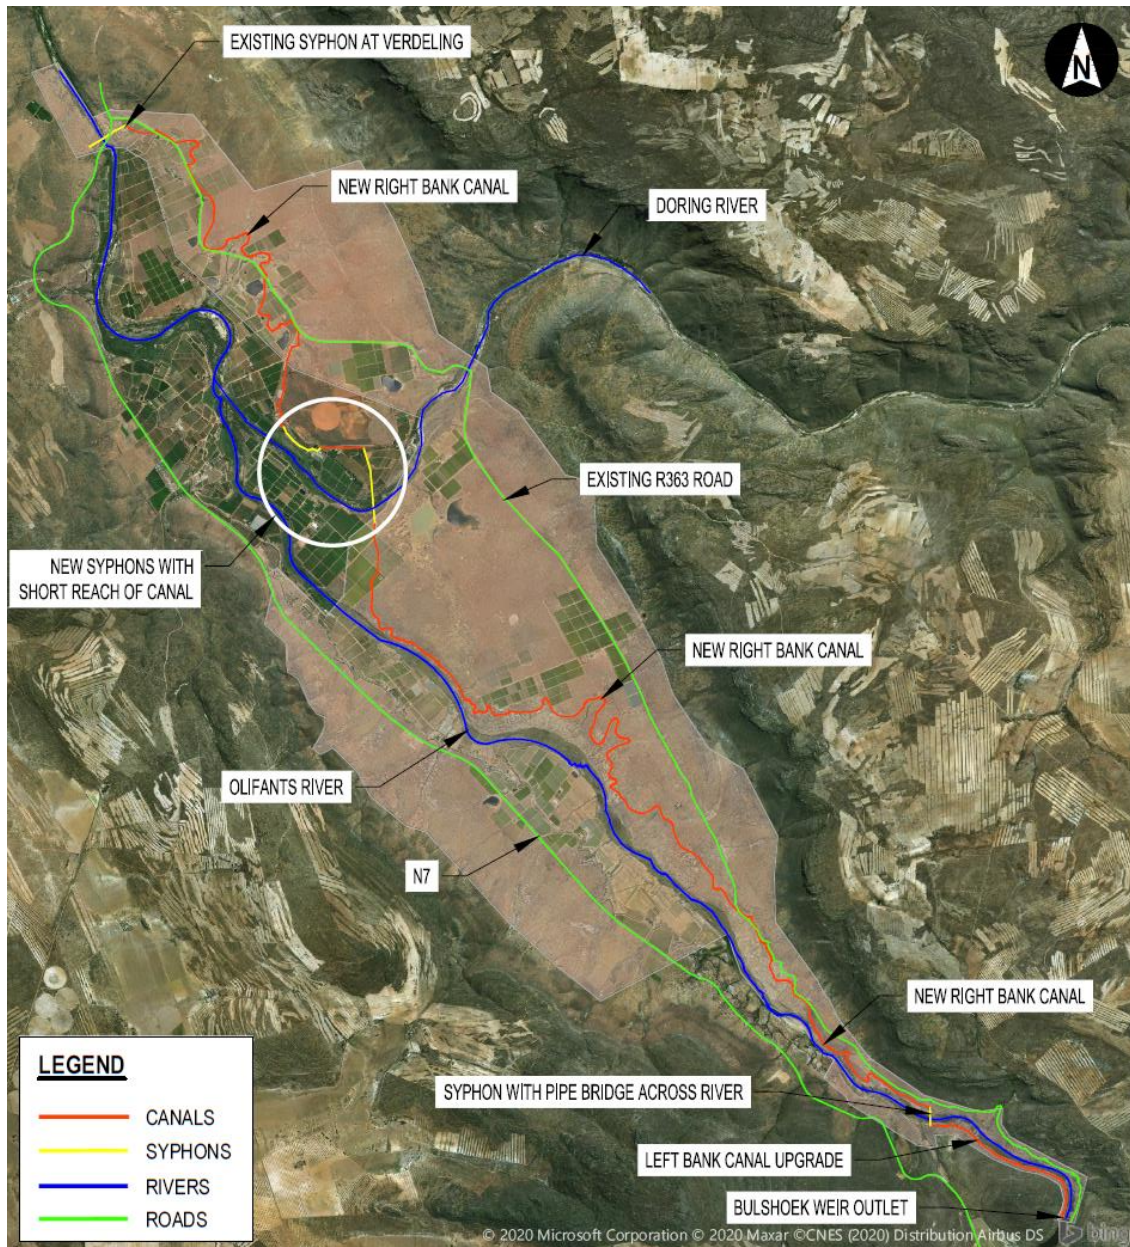 EXISTING SYPHON AT VERDELING
N
NEW RIGHT BANK CANAL
DORING RIVER
EXISTING R363 ROAD
NEW SYPHONS WITH
SHORT REACH OF CANAL
NEW RIGHT BANK CANAL
OLIFANTS RIVER
N7
NEW RIGHT BANK CANAL
SYPHON WITH PIPE BRIDGE ACROSS RIVER
LEFT BANK CANAL UPGRADE
BULSHOEK WEIR OUTLET
LEGEND
CANALS
SYPHONS
RIVERS
ROADS
© 2020 Microsoft Corporation © 2020 Maxar ©CNES (2020) Distribution Airbus DS
bing